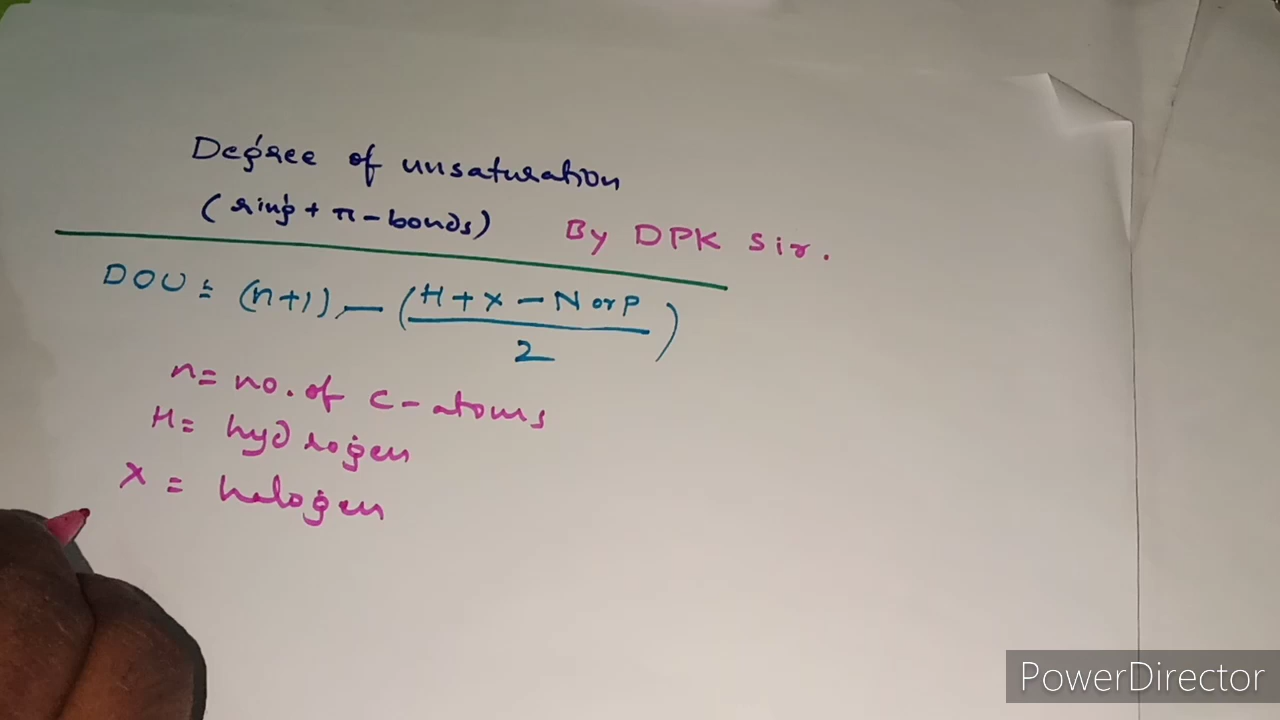 Degree of unsaturation
(ring + π - bonds) By DPK Sir.
DOU = (n+1) - (H + X - N or P / 2)
n = no. of C - atoms
H = hydrogen
X = halogen
PowerDirector